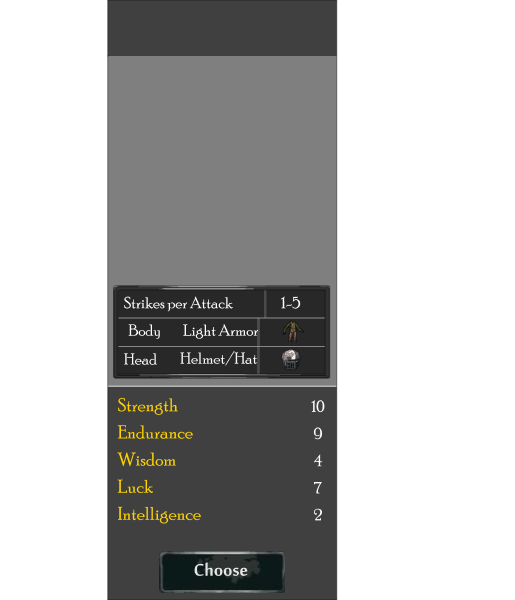 Strikes per Attack 1-5
Body Light Armor
Head Helmet/Hat
Strength 10
Endurance 9
Wisdom 4
Luck 7
Intelligence 2
Choose